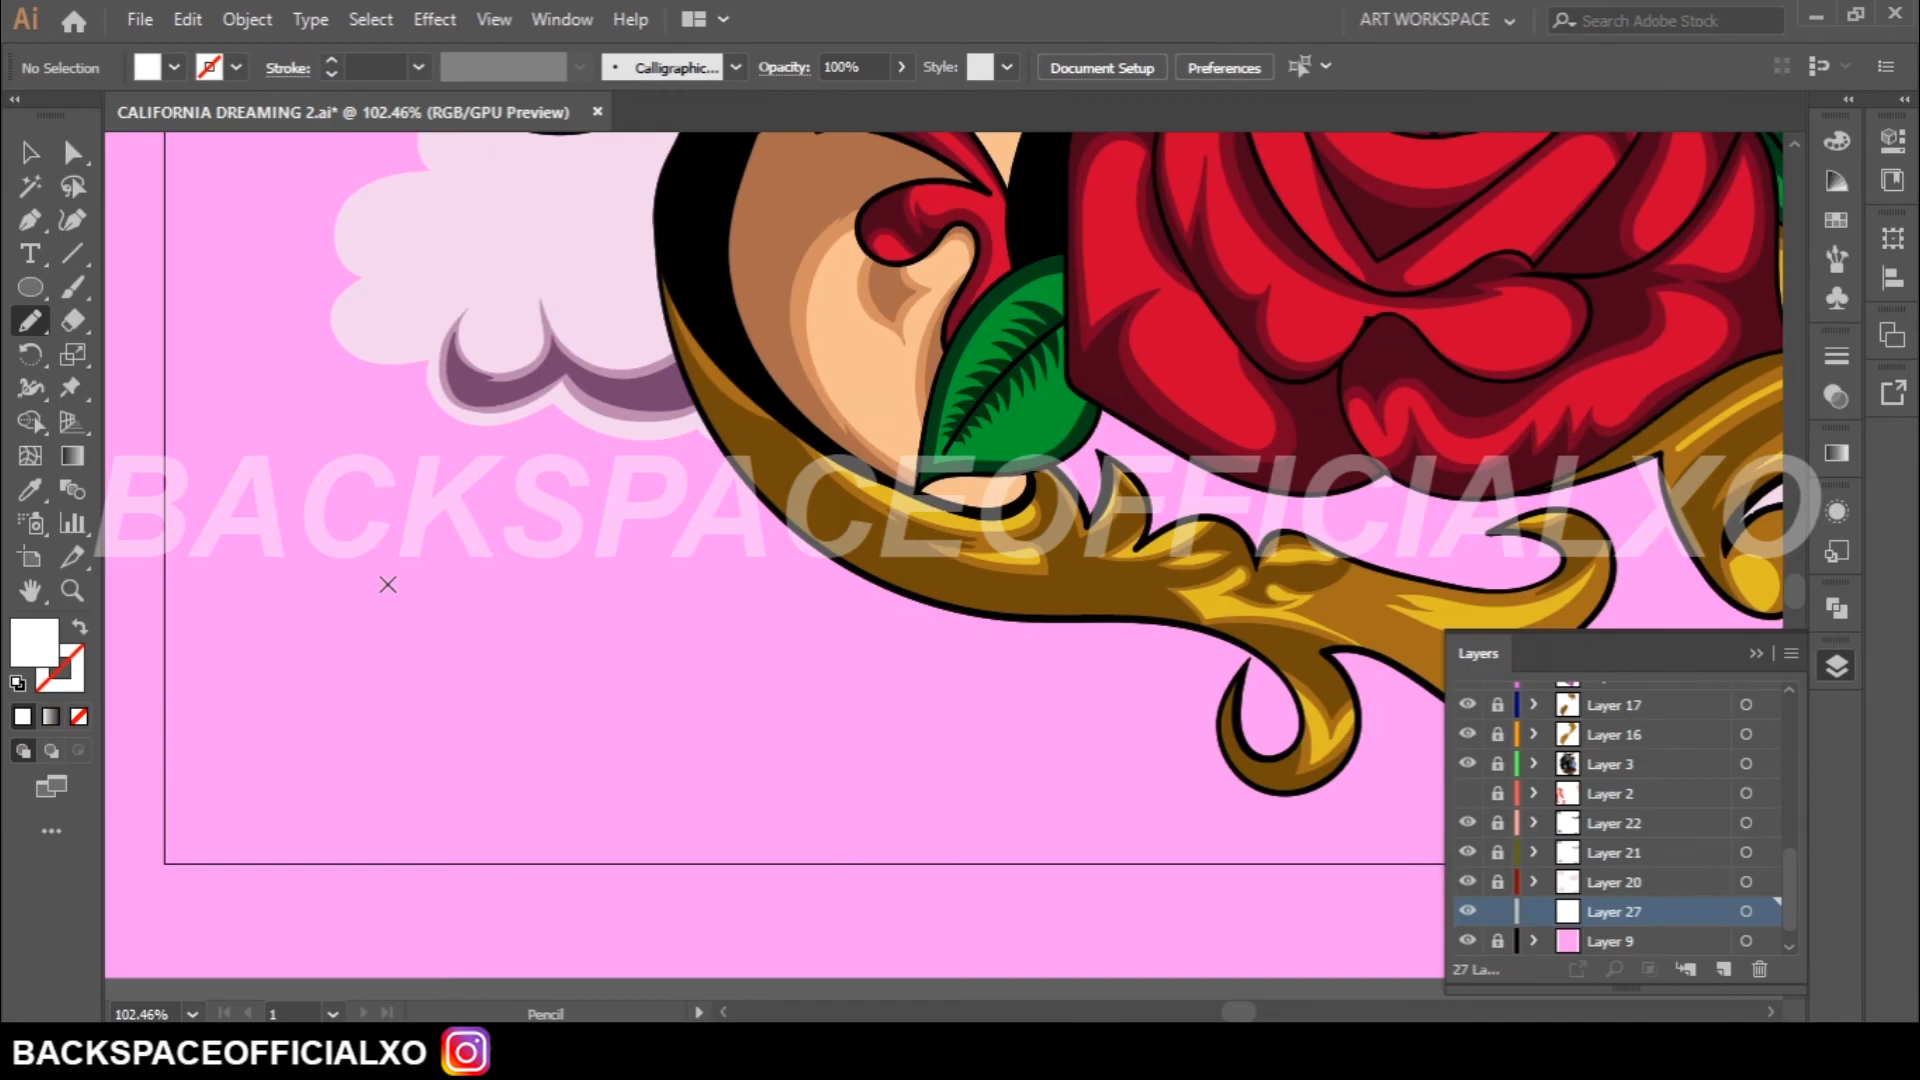 Ai File Edit Object Type Select Effect View Window Help ART WORKSPACE Search Adobe Stock
No Selection Stroke: Calligraphic... Opacity: 100% Style: Document Setup Preferences
CALIFORNIA DREAMING 2.ai* @ 102.46% (RGB/GPU Preview)
BACKSPACEOFFICIALXO
Layers
Layer 17
Layer 16
Layer 3
Layer 2
Layer 22
Layer 21
Layer 20
Layer 27
Layer 9
27 La...
102.46% 1 Pencil
BACKSPACEOFFICIALXO